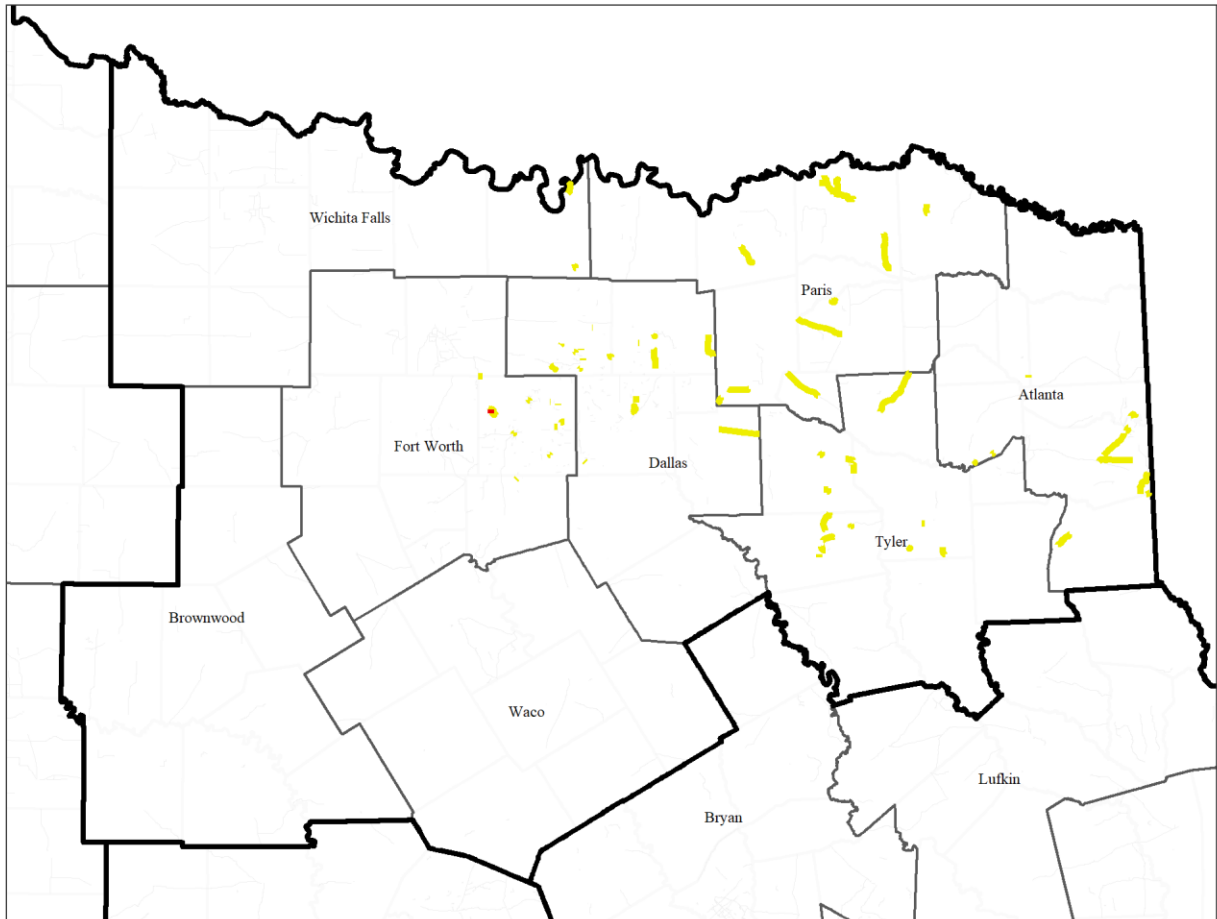 Wichita Falls
Paris
Atlanta
Fort Worth
Dallas
Tyler
Brownwood
Waco
Lufkin
Bryan